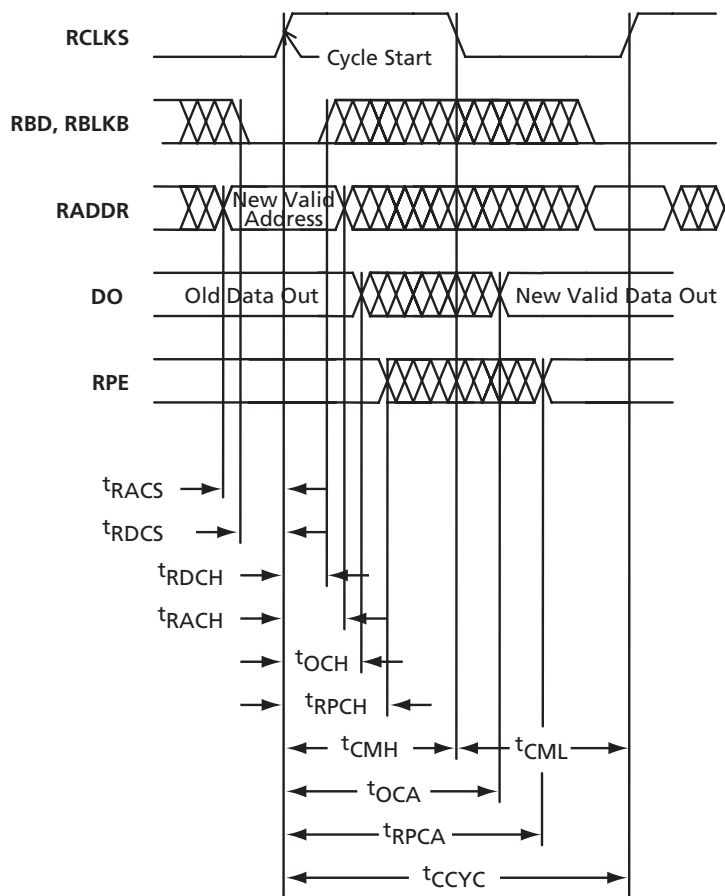 RCLKS
Cycle Start
RBD, RBLKB
RADDR
New Valid
Address
DO
Old Data Out
New Valid Data Out
RPE
tRACS
tRDCS
tRDCH
tRACH
tOCH
tRPCH
tCMH
tCML
tOCA
tRPCA
tCCYC